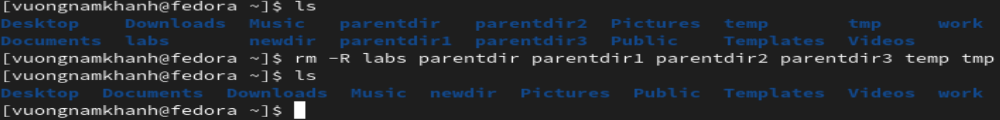 [vuongnamkhanh@fedora ~]$ ls
Desktop Downloads Music parentdir parentdir2 Pictures temp tmp work
Documents labs newdir parentdir1 parentdir3 Public Templates Videos
[vuongnamkhanh@fedora ~]$ rm -R labs parentdir parentdir1 parentdir2 parentdir3 temp tmp
[vuongnamkhanh@fedora ~]$ ls
Desktop Documents Downloads Music newdir Pictures Public Templates Videos work
[vuongnamkhanh@fedora ~]$